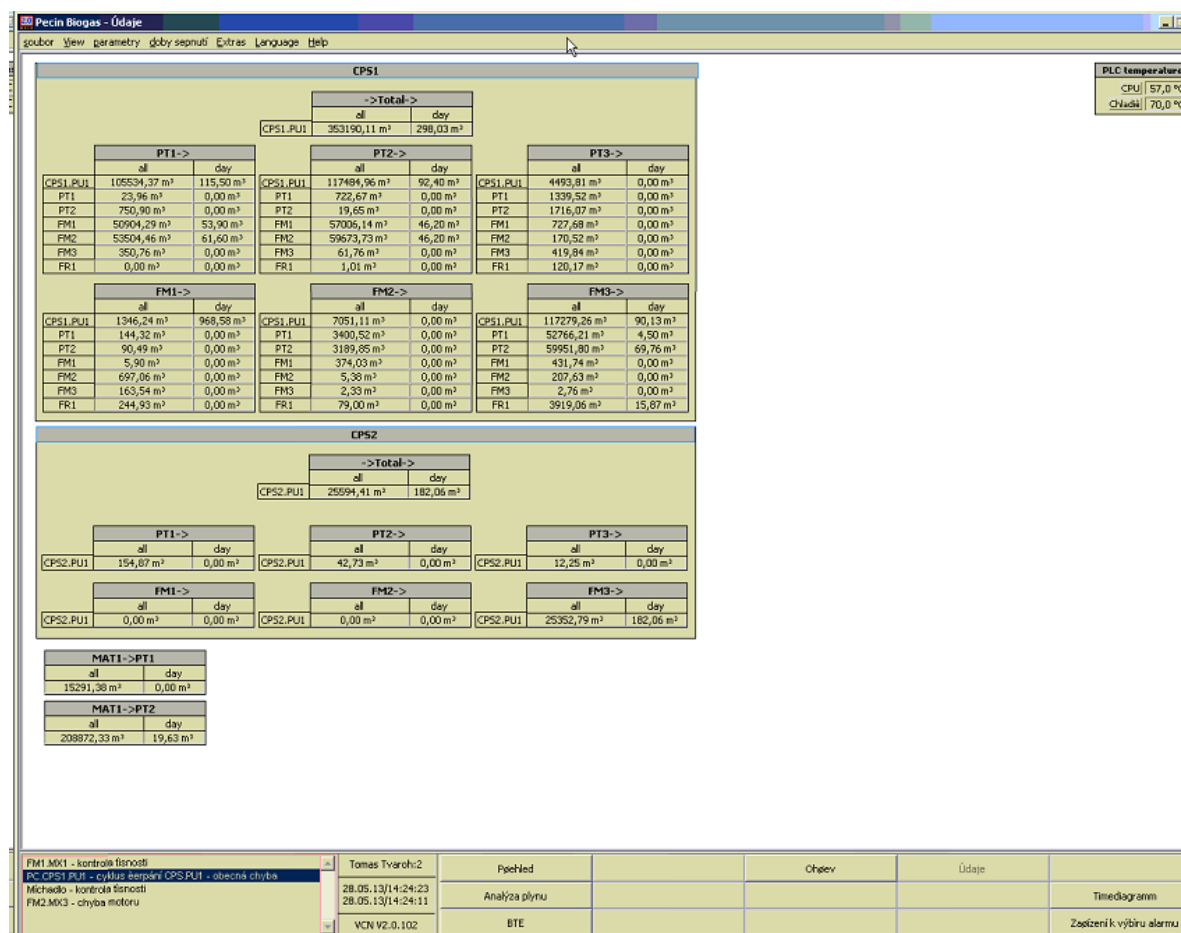 Pecin Biogas - Údaje
soubor View parametry doby sepnutí Extras Language Help
CPS1
->Total->
all day
CPS1.PU1 353190,11 m³ 298,03 m³
PT1-> PT2-> PT3->
all day all day all day
CPS1.PU1 105534,37 m³ 115,50 m³ CPS1.PU1 117484,96 m³ 92,40 m³ CPS1.PU1 4493,81 m³ 0,00 m³
PT1 23,96 m³ 0,00 m³ PT1 722,67 m³ 0,00 m³ PT1 1339,52 m³ 0,00 m³
PT2 750,90 m³ 0,00 m³ PT2 19,65 m³ 0,00 m³ PT2 1716,07 m³ 0,00 m³
FM1 50904,29 m³ 53,90 m³ FM1 57006,14 m³ 46,20 m³ FM1 727,68 m³ 0,00 m³
FM2 53504,46 m³ 61,60 m³ FM2 59673,73 m³ 46,20 m³ FM2 170,52 m³ 0,00 m³
FM3 350,76 m³ 0,00 m³ FM3 61,76 m³ 0,00 m³ FM3 419,84 m³ 0,00 m³
FR1 0,00 m³ 0,00 m³ FR1 1,01 m³ 0,00 m³ FR1 120,17 m³ 0,00 m³
FM1-> FM2-> FM3->
all day all day all day
CPS1.PU1 1346,24 m³ 968,58 m³ CPS1.PU1 7051,11 m³ 0,00 m³ CPS1.PU1 117279,26 m³ 90,13 m³
PT1 144,32 m³ 0,00 m³ PT1 3400,52 m³ 0,00 m³ PT1 52766,21 m³ 4,50 m³
PT2 90,49 m³ 0,00 m³ PT2 3189,85 m³ 0,00 m³ PT2 59951,80 m³ 69,76 m³
FM1 5,90 m³ 0,00 m³ FM1 374,03 m³ 0,00 m³ FM1 431,74 m³ 0,00 m³
FM2 697,06 m³ 0,00 m³ FM2 5,38 m³ 0,00 m³ FM2 207,63 m³ 0,00 m³
FM3 163,54 m³ 0,00 m³ FM3 2,33 m³ 0,00 m³ FM3 2,76 m³ 0,00 m³
FR1 244,93 m³ 0,00 m³ FR1 79,00 m³ 0,00 m³ FR1 3919,06 m³ 15,87 m³
CPS2
->Total->
all day
CPS2.PU1 25594,41 m³ 182,06 m³
PT1-> PT2-> PT3->
all day all day all day
CPS2.PU1 154,87 m³ 0,00 m³ CPS2.PU1 42,73 m³ 0,00 m³ CPS2.PU1 12,25 m³ 0,00 m³
FM1-> FM2-> FM3->
all day all day all day
CPS2.PU1 0,00 m³ 0,00 m³ CPS2.PU1 0,00 m³ 0,00 m³ CPS2.PU1 25352,79 m³ 182,06 m³
MAT1->PT1
all day
15291,38 m³ 0,00 m³
MAT1->PT2
all day
208872,33 m³ 19,63 m³
PLC temperature
CPU 57,0 °C
Chladiè 70,0 °C
FM1.MX1 - kontrola tìsnosti
PC.CPS1.PU1 - cyklus èerpání CPS.PU1 - obecná chyba
Míchadlo - kontrola tìsnosti
FM2.MX3 - chyba motoru
Tomas Tvaroh:2
28.05.13/14:24:23
28.05.13/14:24:11
VCN V2.0.102
Pøehled Ohøev Údaje
Analýza plynu Timediagramm
BTE Zaøízení k výbìru alarmu